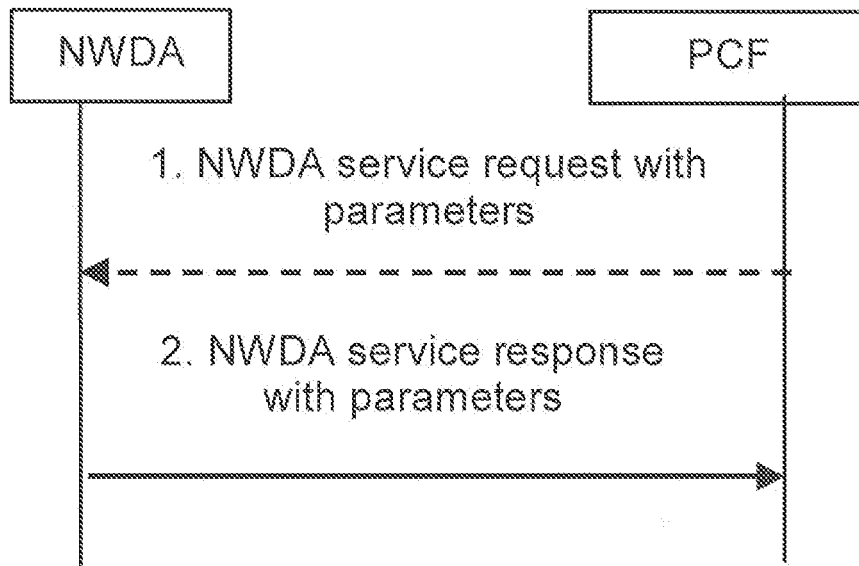 NWDA
PCF
1. NWDA service request with
parameters
2. NWDA service response
with parameters